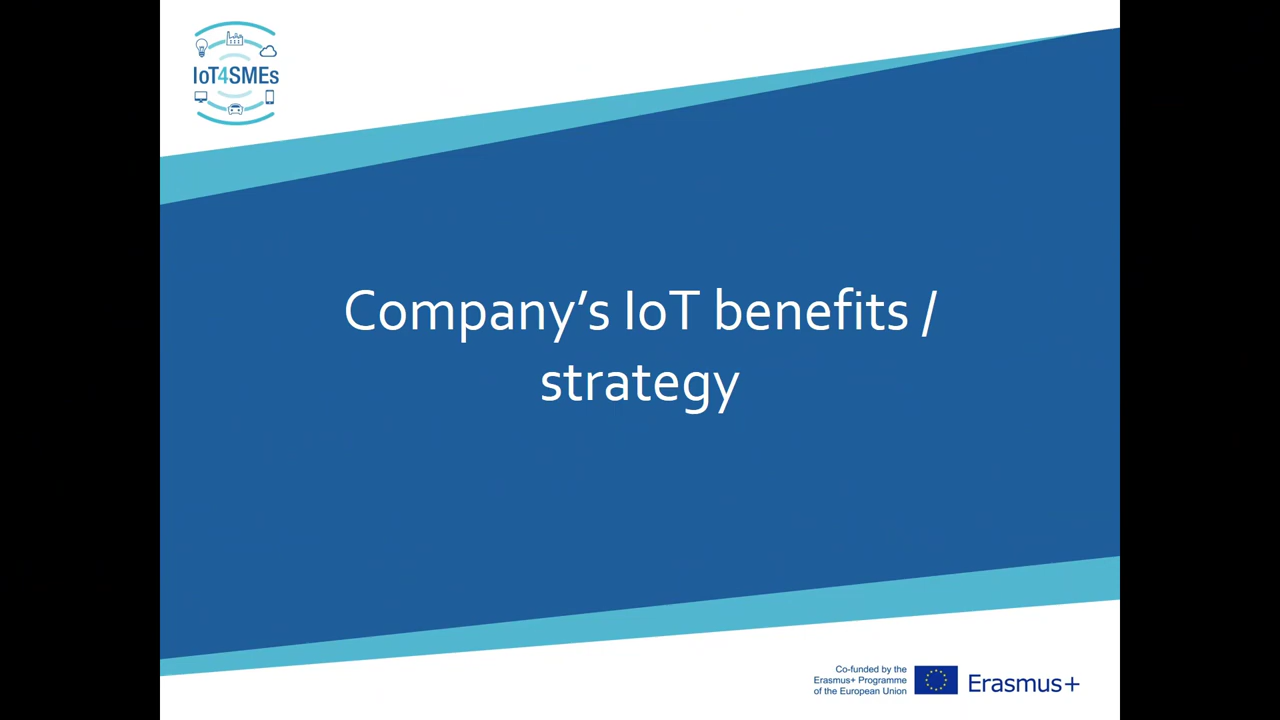 IoT4SMEs
Company’s IoT benefits /
strategy
Co-funded by the
Erasmus+ Programme
of the European Union
Erasmus+